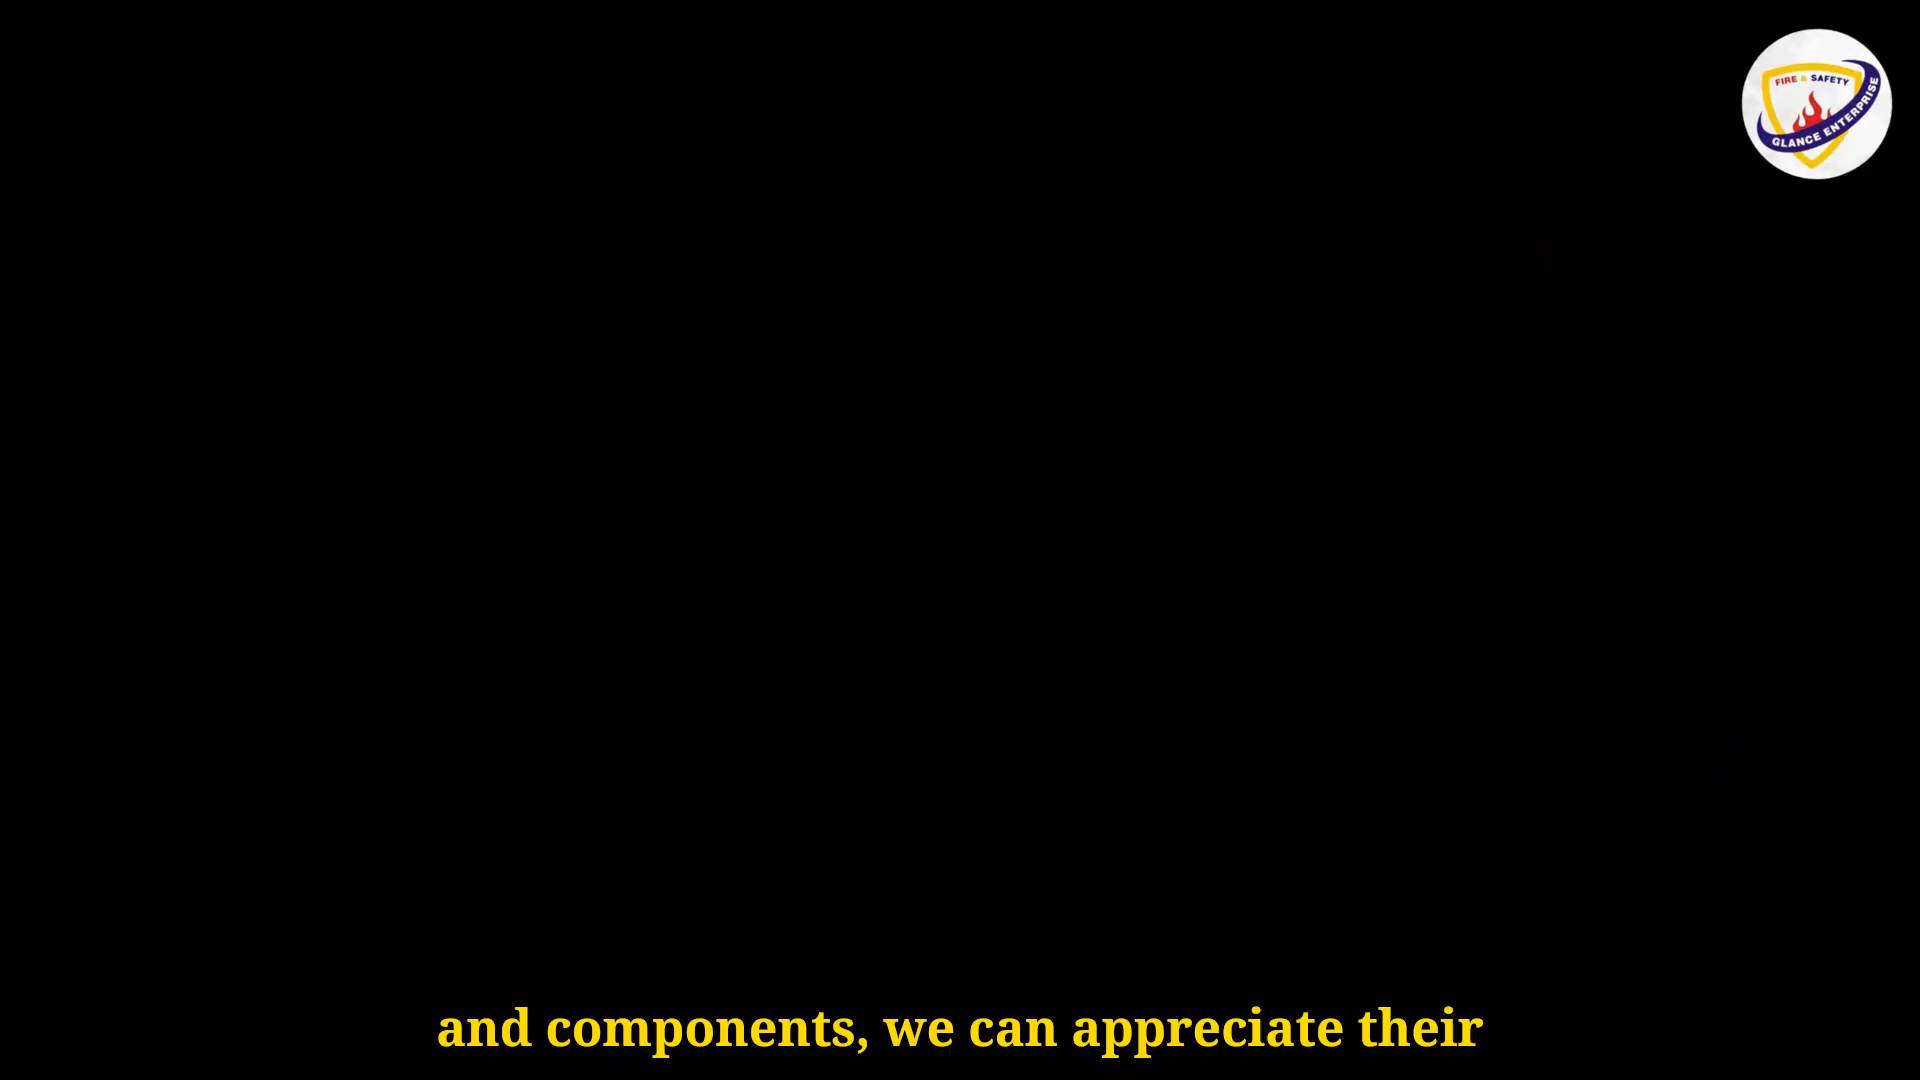 FIRE & SAFETY
GLANCE ENTERPRISE
and components, we can appreciate their